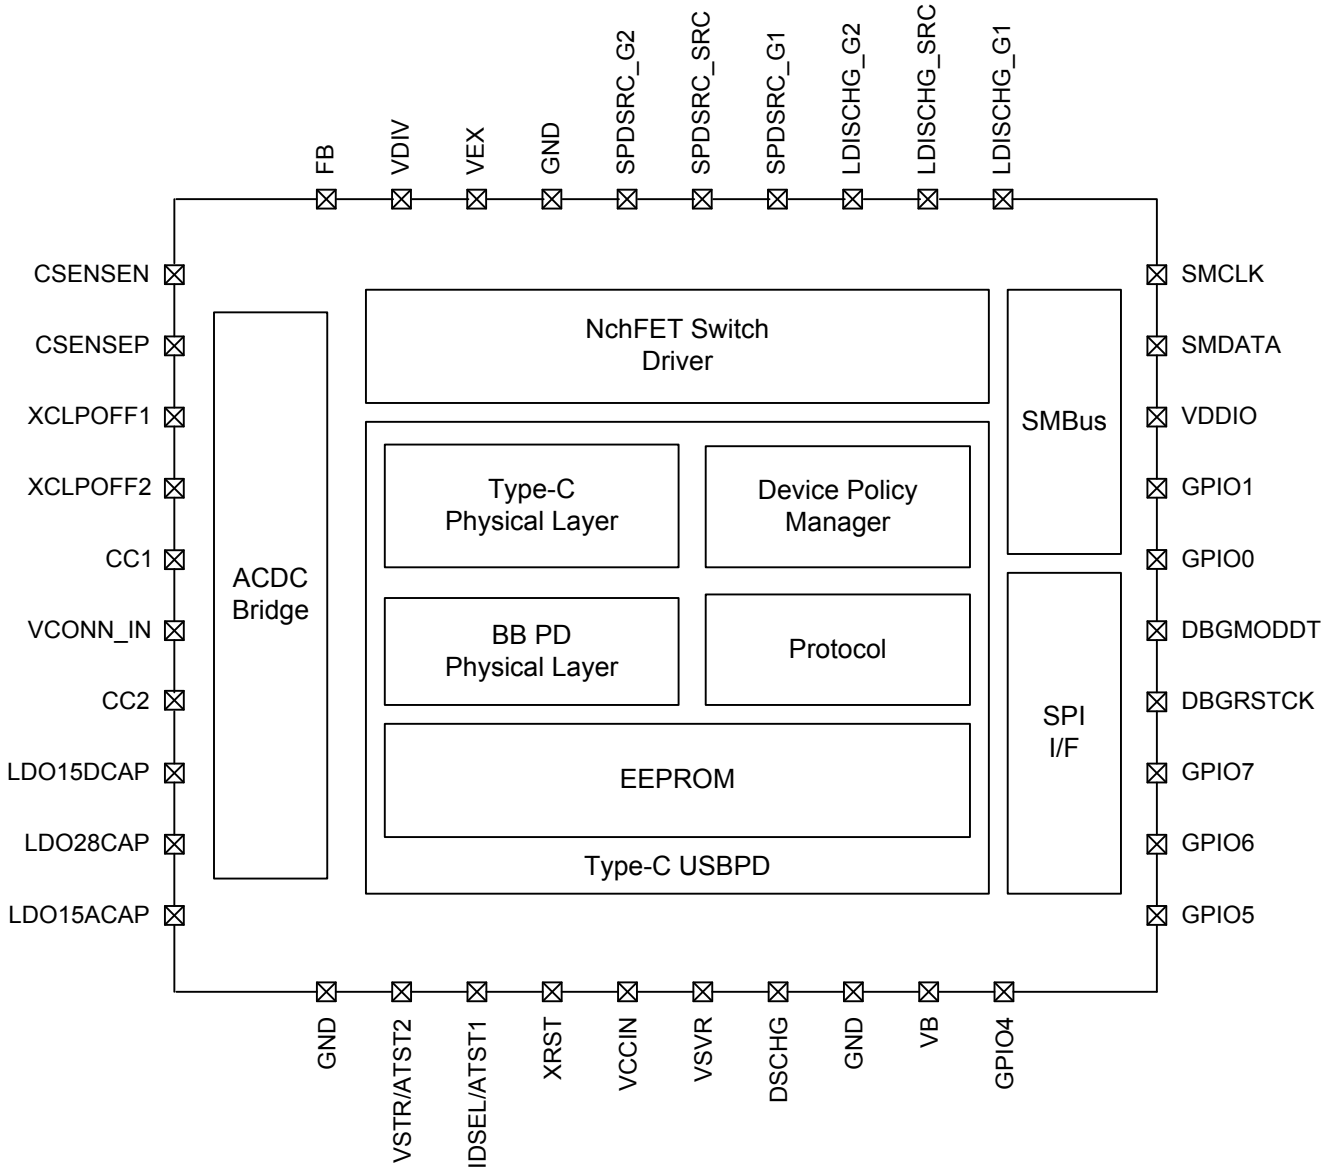 FB
VDIV
VEX
GND
SPDSRC_G2
SPDSRC_SRC
SPDSRC_G1
LDISCHG_G2
LDISCHG_SRC
LDISCHG_G1
CSENSEN
CSENSEP
XCLPOFF1
XCLPOFF2
CC1
VCONN_IN
CC2
LDO15DCAP
LDO28CAP
LDO15ACAP
ACDC
Bridge
NchFET Switch
Driver
Type-C
Physical Layer
Device Policy
Manager
BB PD
Physical Layer
Protocol
EEPROM
Type-C USBPD
SMBus
SPI
I/F
SMCLK
SMDATA
VDDIO
GPIO1
GPIO0
DBGMODDT
DBGRSTCK
GPIO7
GPIO6
GPIO5
GND
VSTR/ATST2
IDSEL/ATST1
XRST
VCCIN
VSVR
DSCHG
GND
VB
GPIO4